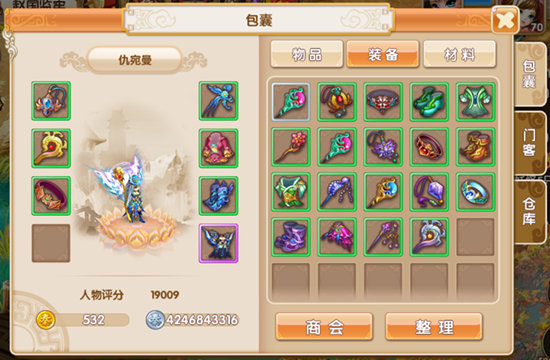 包囊
仇宛曼
物品
装备
材料
包囊
门客
仓库
人物评分 19009
532
4246843316
商会
整理
70